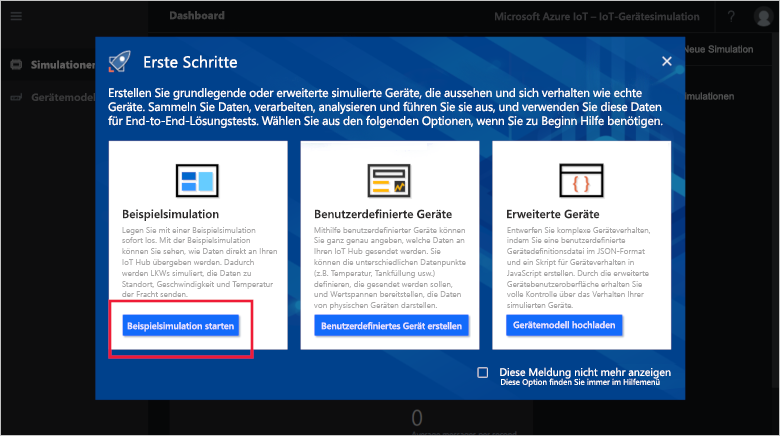 Dashboard
Microsoft Azure IoT – IoT-Gerätesimulation
?
Simulationen
Neue Simulation
Gerätemodel
mulationen
Erste Schritte
Erstellen Sie grundlegende oder erweiterte simulierte Geräte, die aussehen und sich verhalten wie echte
Geräte. Sammeln Sie Daten, verarbeiten, analysieren und führen Sie sie aus, und verwenden Sie diese Daten
für End-to-End-Lösungstests. Wählen Sie aus den folgenden Optionen, wenn Sie zu Beginn Hilfe benötigen.
Beispielsimulation
Legen Sie mit einer Beispielsimulation
sofort los. Mit der Beispielsimulation
können Sie sehen, wie Daten direkt an Ihren
IoT Hub übergeben werden. Dadurch
werden LKWs simuliert, die Daten zu
Standort, Geschwindigkeit und Temperatur
der Fracht senden.
Beispielsimulation starten
Benutzerdefinierte Geräte
Mithilfe benutzerdefinierter Geräte können
Sie ganz genau angeben, welche Daten an
Ihren IoT Hub gesendet werden. Sie
können die unterschiedlichen Datenpunkte
(z.B. Temperatur, Tankfüllung usw.)
definieren, die gesendet werden sollen,
und Wertspannen bereitstellen, die Daten
von physischen Geräten darstellen.
Benutzerdefiniertes Gerät erstellen
Erweiterte Geräte
Entwerfen Sie komplexe Geräteverhalten,
indem Sie eine benutzerdefinierte
Gerätedefinitionsdatei im JSON-Format
und ein Skript für Geräteverhalten in
JavaScript erstellen. Durch die erweiterte
Gerätebenutzeroberfläche erhalten Sie
volle Kontrolle über das Verhalten Ihrer
simulierten Geräte.
Gerätemodell hochladen
Diese Meldung nicht mehr anzeigen
Diese Option finden Sie immer im Hilfemenü
0